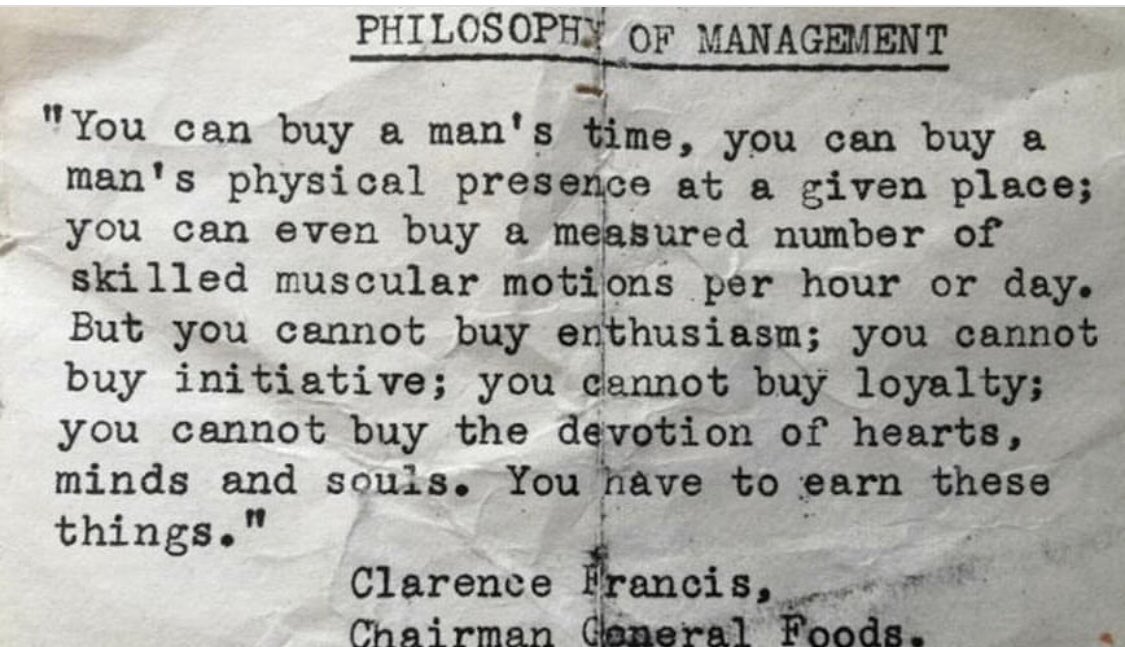 PHILOSOPHY OF MANAGEMENT
"You can buy a man's time, you can buy a
man's physical presence at a given place;
you can even buy a measured number of
skilled muscular motions per hour or day.
But you cannot buy enthusiasm; you cannot
buy initiative; you cannot buy loyalty;
you cannot buy the devotion of hearts,
minds and souls. You have to earn these
things."
Clarence Francis,
Chairman General Foods.